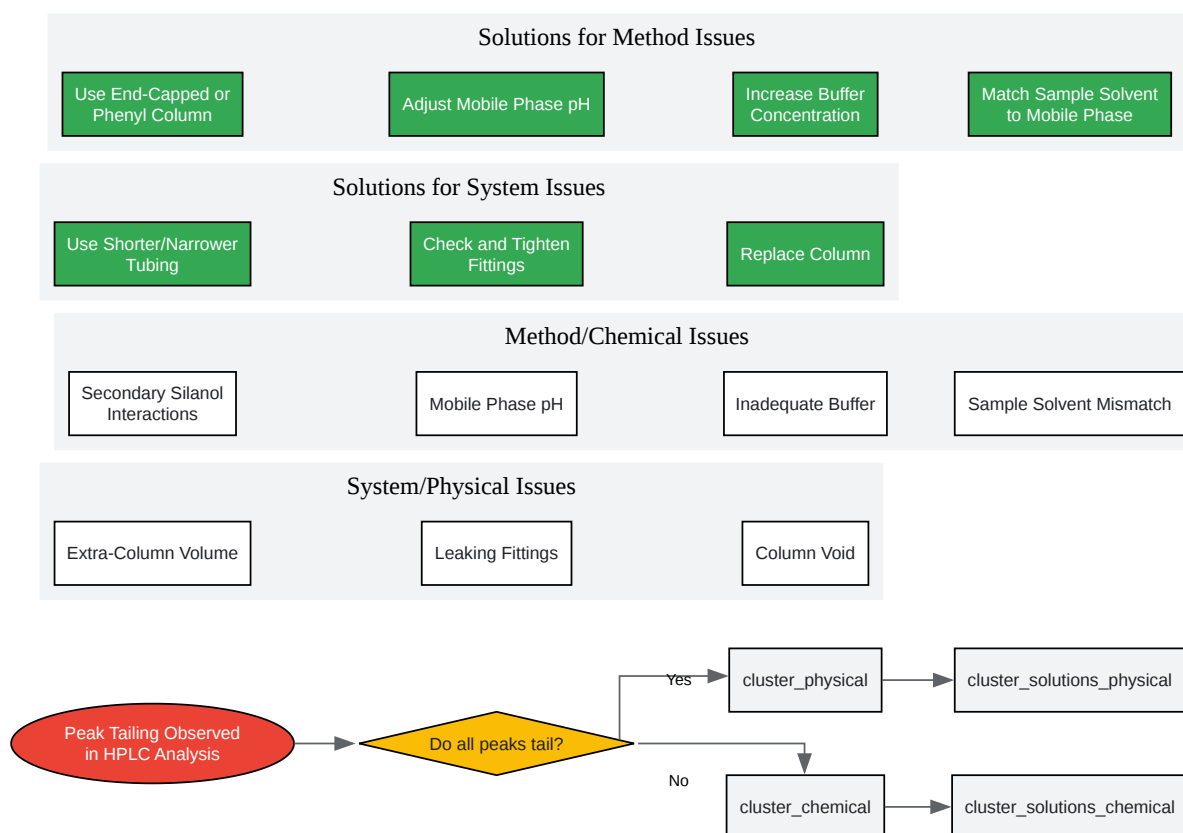 Solutions for Method Issues
Use End-Capped or
Phenyl Column
Adjust Mobile Phase pH
Increase Buffer
Concentration
Match Sample Solvent
to Mobile Phase
Solutions for System Issues
Use Shorter/Narrower
Tubing
Check and Tighten
Fittings
Replace Column
Method/Chemical Issues
Secondary Silanol
Interactions
Mobile Phase pH
Inadequate Buffer
Sample Solvent Mismatch
System/Physical Issues
Extra-Column Volume
Leaking Fittings
Column Void
Peak Tailing Observed
in HPLC Analysis
Do all peaks tail?
Yes
cluster_physical
cluster_solutions_physical
No
cluster_chemical
cluster_solutions_chemical